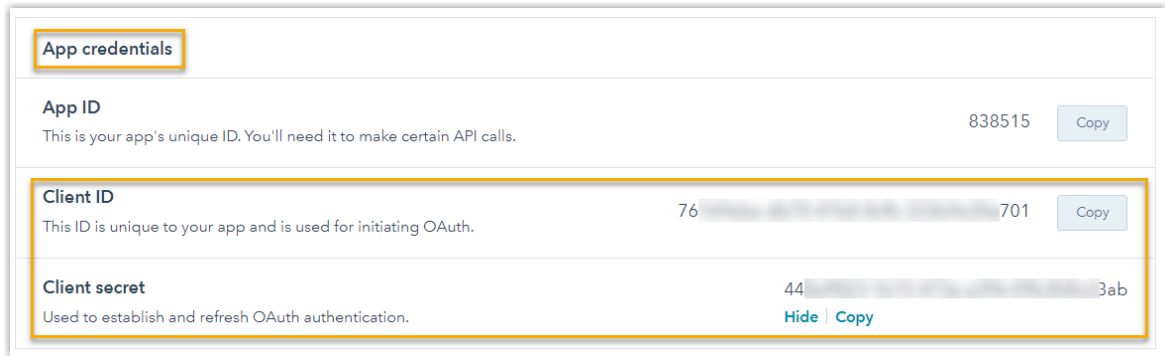 App credentials
App ID
This is your app's unique ID. You'll need it to make certain API calls.
838515
Copy
Client ID
This ID is unique to your app and is used for initiating OAuth.
76
701
Copy
Client secret
Used to establish and refresh OAuth authentication.
44
3ab
Hide | Copy